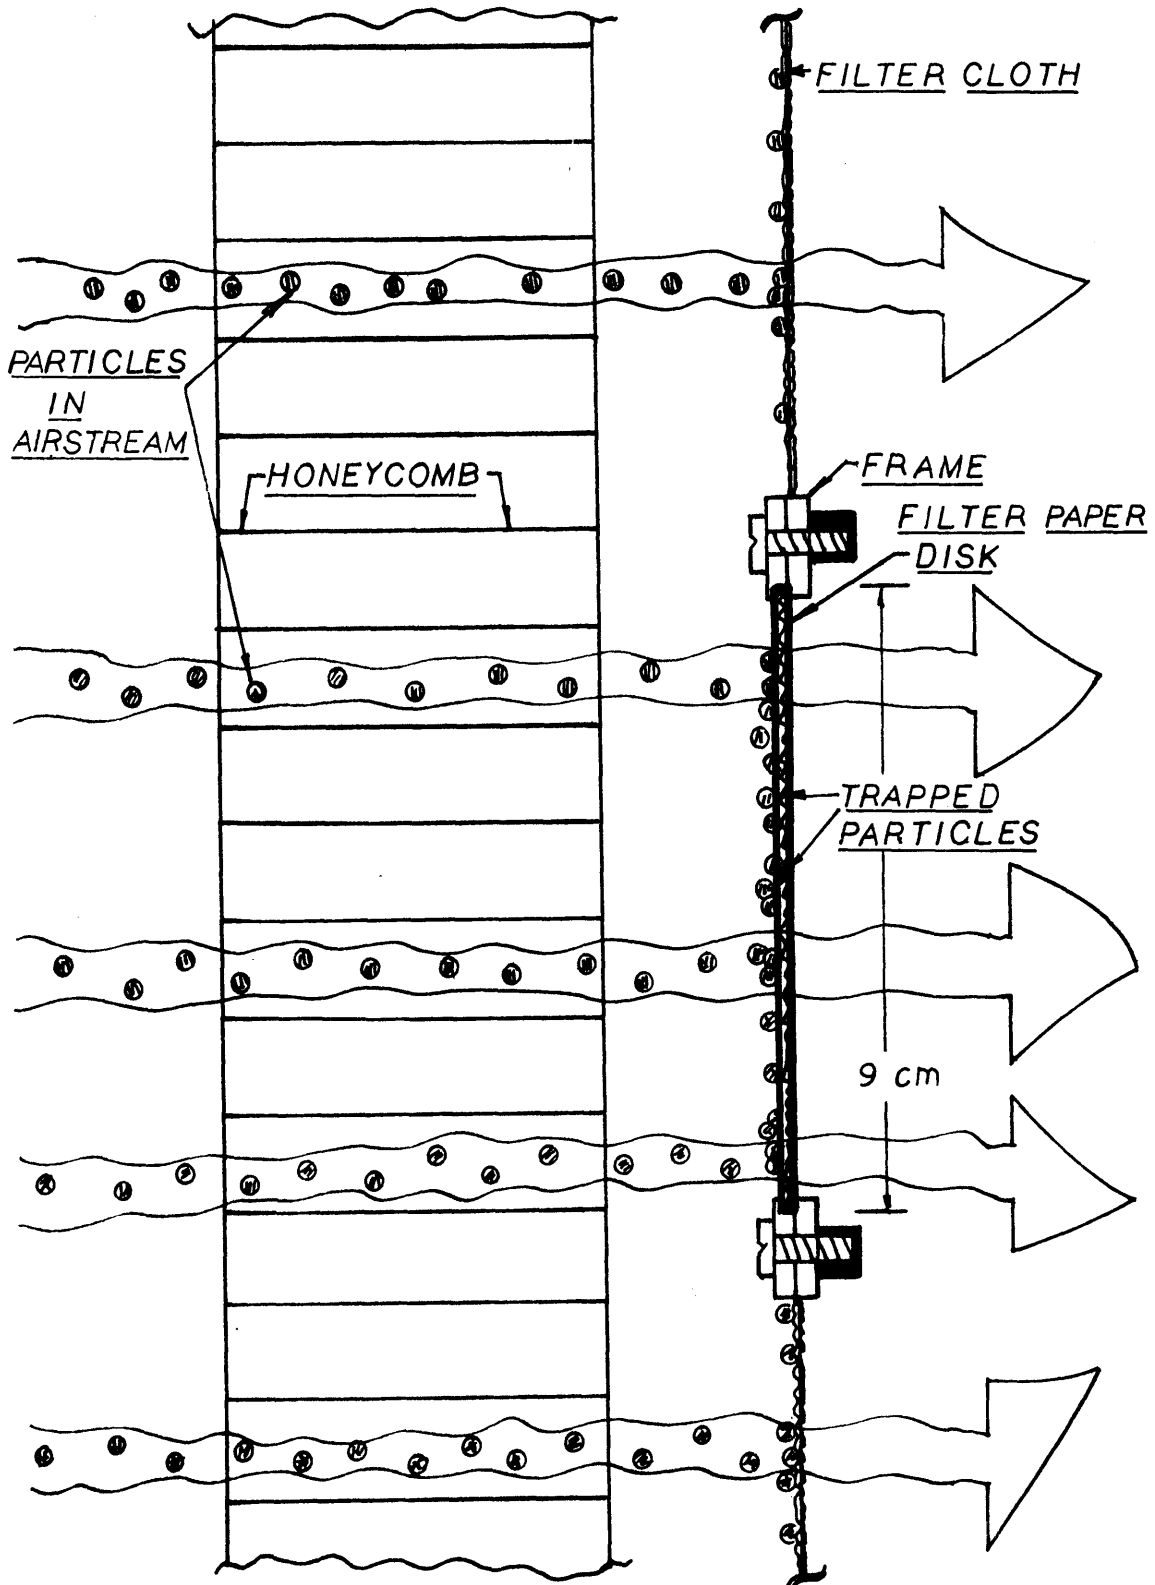 FILTER CLOTH
PARTICLES
IN
AIRSTREAM
HONEYCOMB
FRAME
FILTER PAPER
DISK
TRAPPED
PARTICLES
9 cm